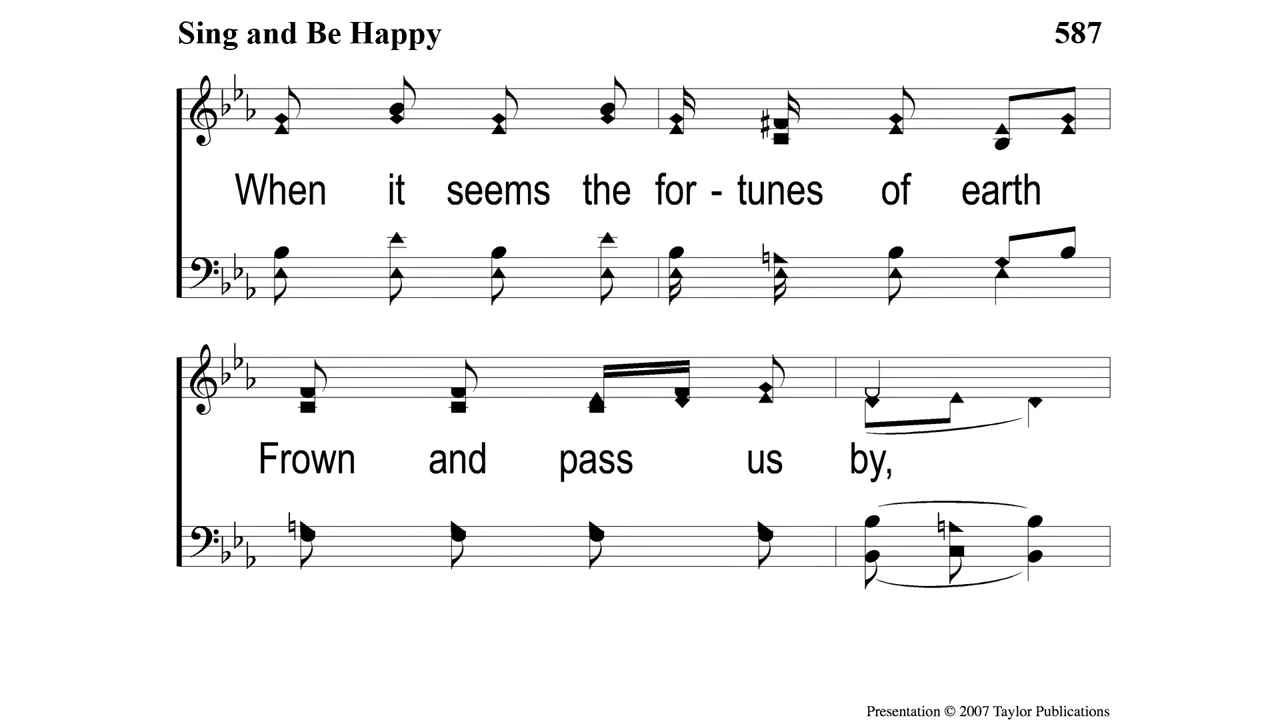 Sing and Be Happy 587
When it seems the for - tunes of earth
Frown and pass us by,
Presentation © 2007 Taylor Publications